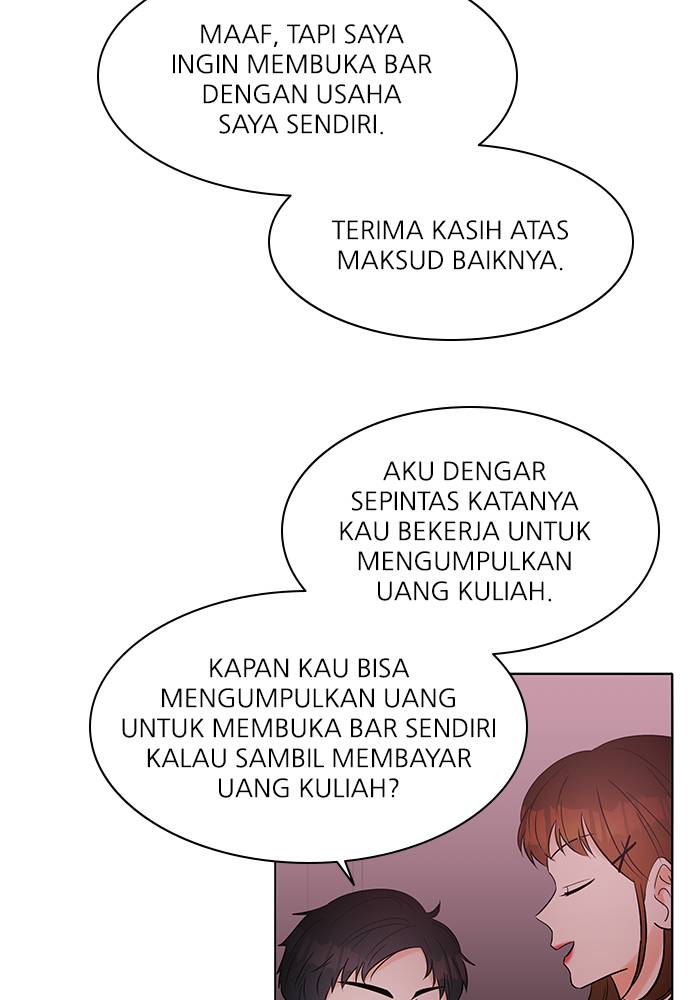 MAAF, TAPI SAYA
INGIN MEMBUKA BAR
DENGAN USAHA
SAYA SENDIRI.
TERIMA KASIH ATAS
MAKSUD BAIKNYA.
AKU DENGAR
SEPINTAS KATANYA
KAU BEKERJA UNTUK
MENGUMPULKAN
UANG KULIAH.
KAPAN KAU BISA
MENGUMPULKAN UANG
UNTUK MEMBUKA BAR SENDIRI
KALAU SAMBIL MEMBAYAR
UANG KULIAH?